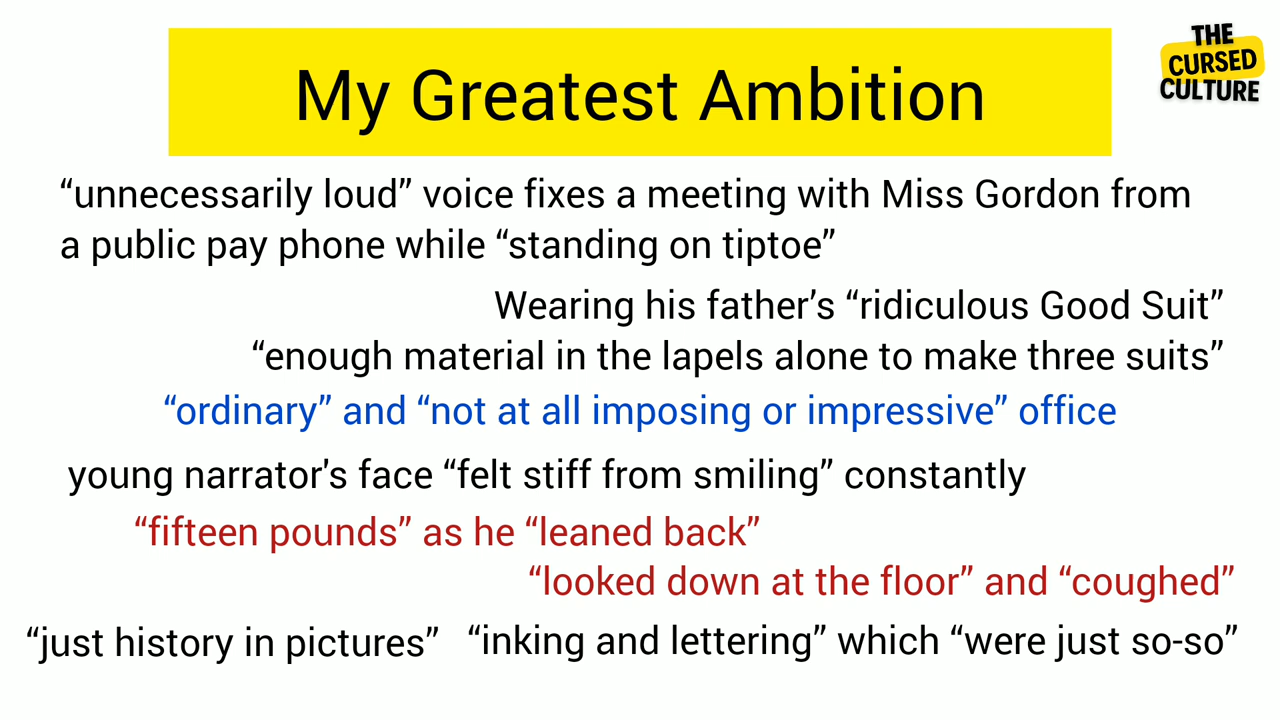 My Greatest Ambition
THE
CURSED
CULTURE
“unnecessarily loud” voice fixes a meeting with Miss Gordon from
a public pay phone while “standing on tiptoe”
Wearing his father’s “ridiculous Good Suit”
“enough material in the lapels alone to make three suits”
“ordinary” and “not at all imposing or impressive” office
young narrator's face “felt stiff from smiling” constantly
“fifteen pounds” as he “leaned back”
“looked down at the floor” and “coughed”
“just history in pictures” “inking and lettering” which “were just so-so”